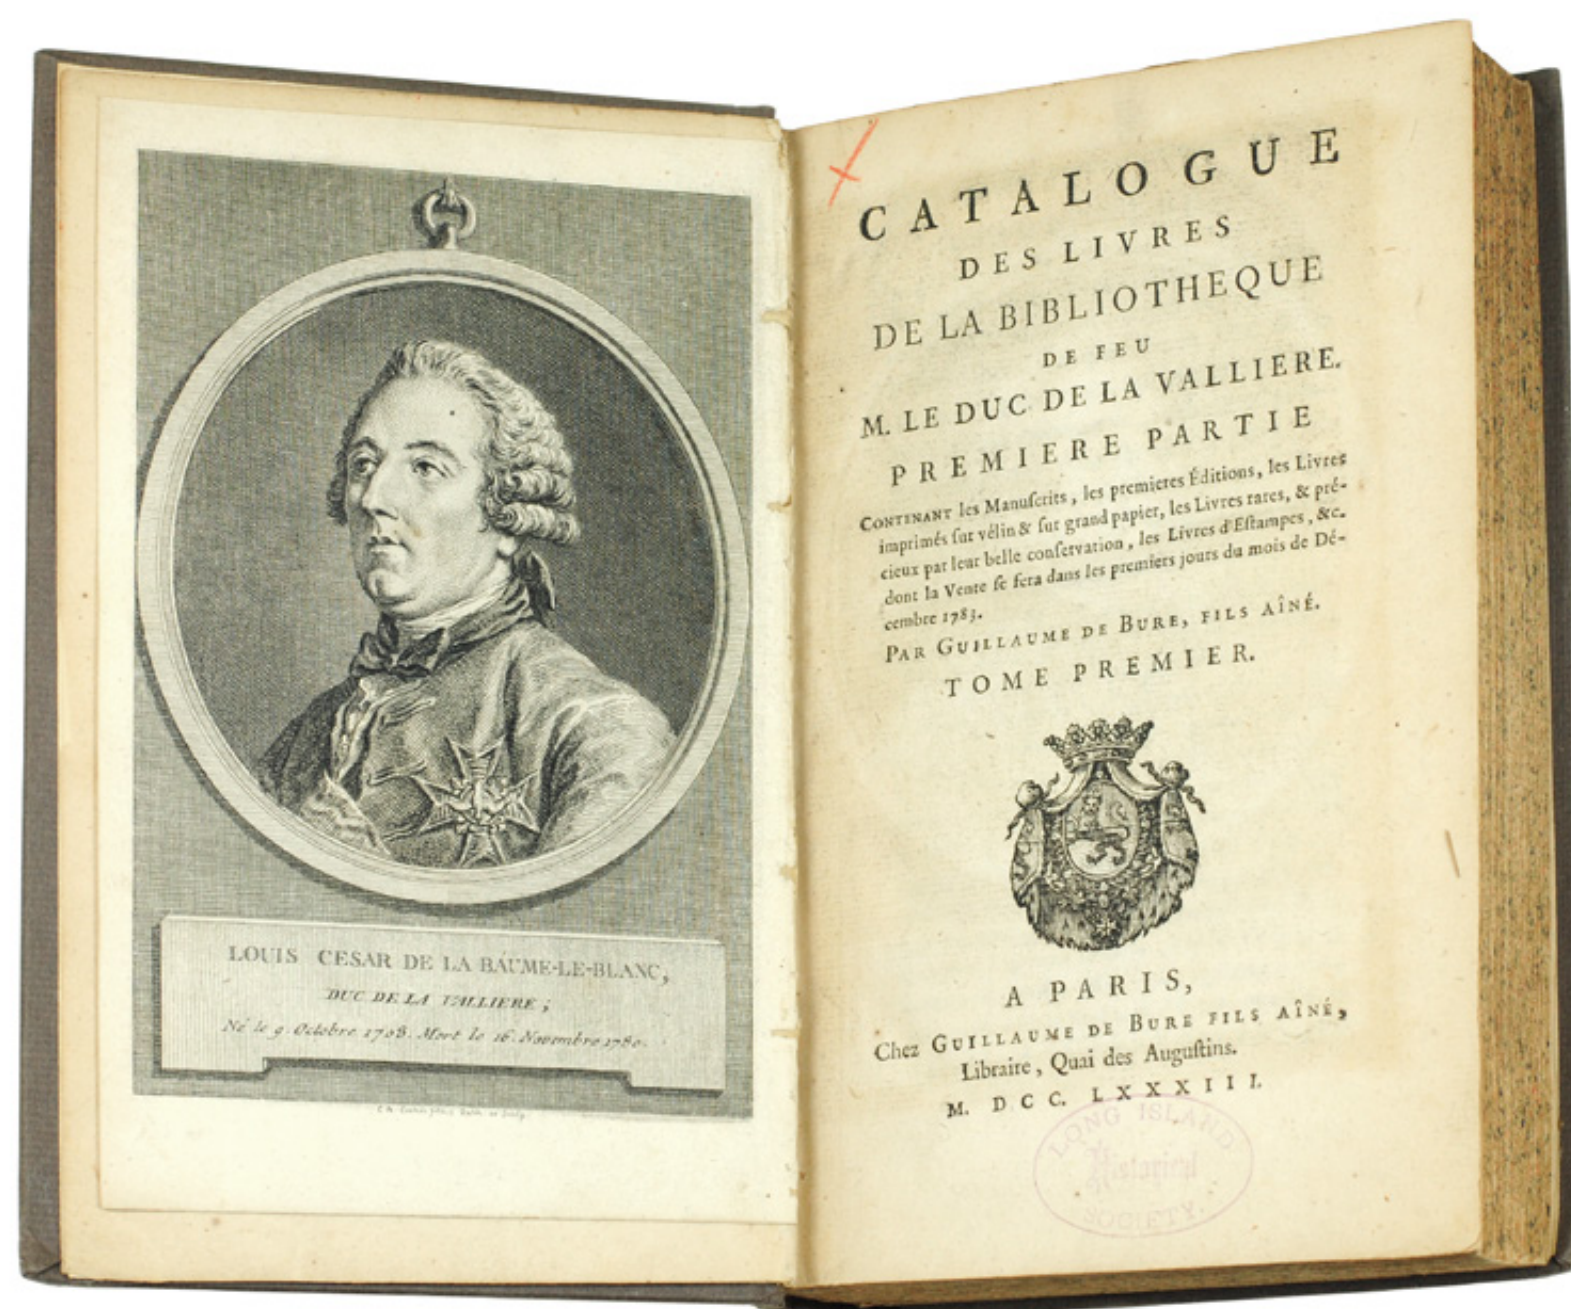 LOUIS CESAR DE LA BAUME-LE-BLANC,
DUC DE LA VALLIERE;
Né le 9. Octobre 1708. Mort le 16. Novembre 1780.
CATALOGUE
DES LIVRES
DE LA BIBLIOTHEQUE
DE FEU
M. LE DUC DE LA VALLIERE.
PREMIERE PARTIE
CONTENANT les Manuſcrits, les premieres Éditions, les Livres
imprimés ſur vélin & ſur grand papier, les Livres rares, & pré-
cieux par leur belle conſervation, les Livres d'Eſtampes, &c.
dont la Vente ſe fera dans les premiers jours du mois de Dé-
cembre 1783.
PAR GUILLAUME DE BURE, FILS AÎNÉ.
TOME PREMIER.
A PARIS,
Chez GUILLAUME DE BURE FILS AÎNÉ,
Libraire, Quai des Auguſtins.
M. DCC. LXXXIII.
LONG ISLAND
Historical
SOCIETY.